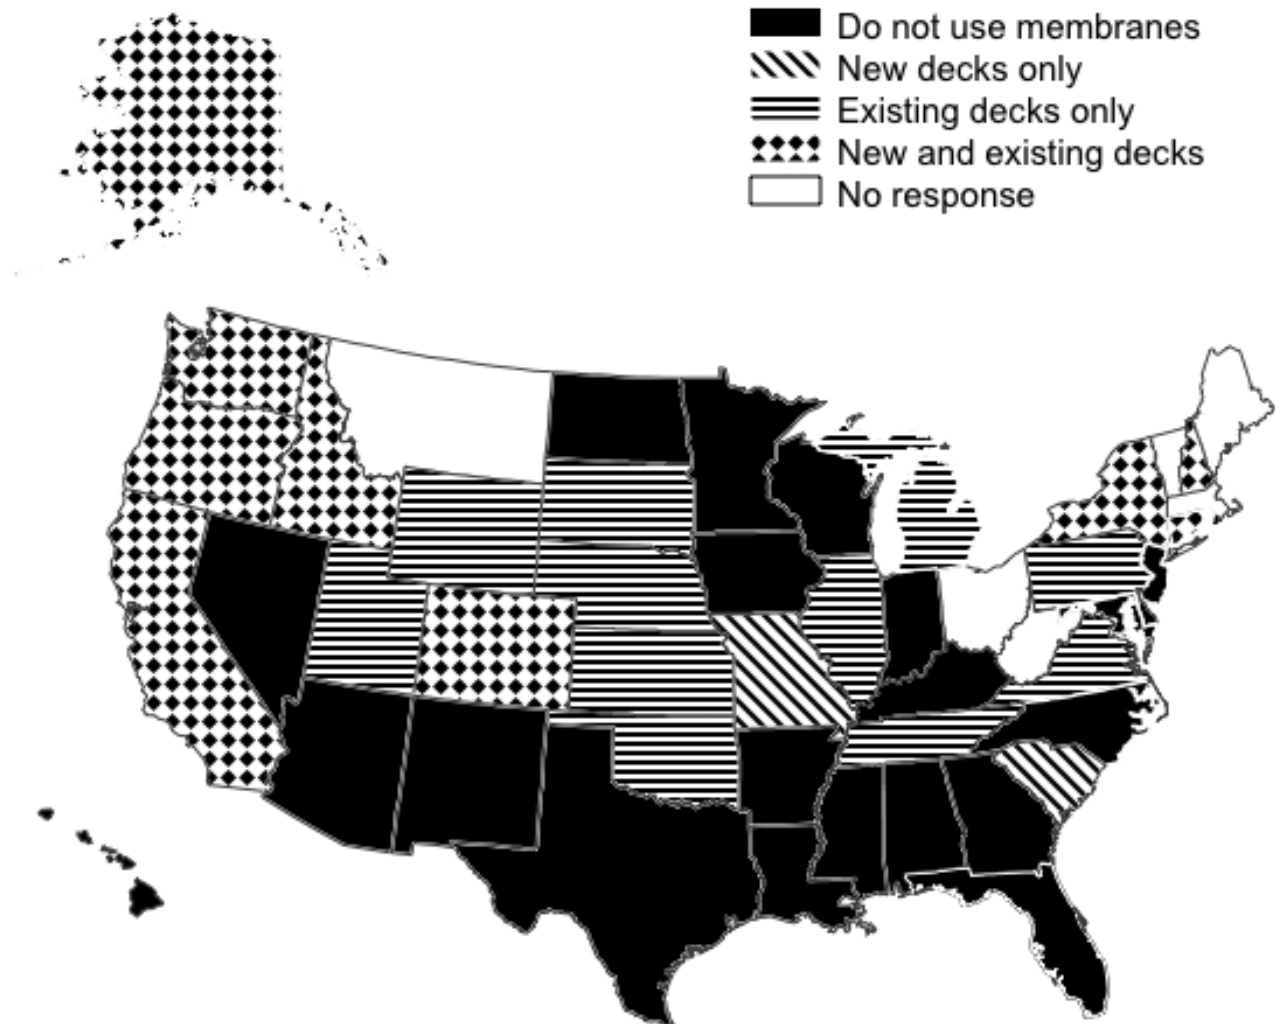 Do not use membranes
New decks only
Existing decks only
New and existing decks
No response